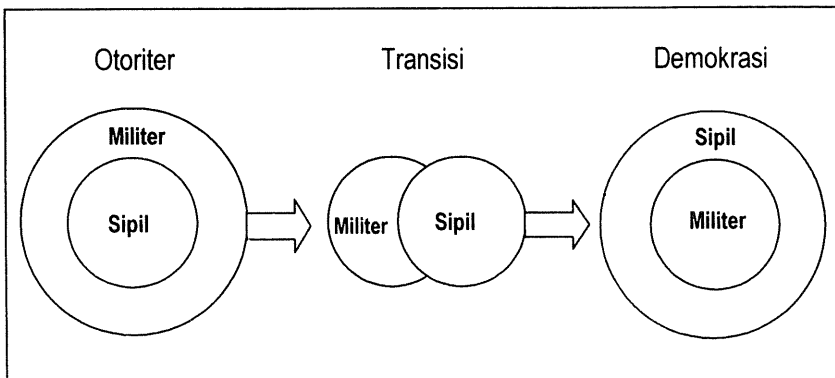 Otoriter
Transisi
Demokrasi
Militer
Sipil
Militer
Sipil
Sipil
Militer